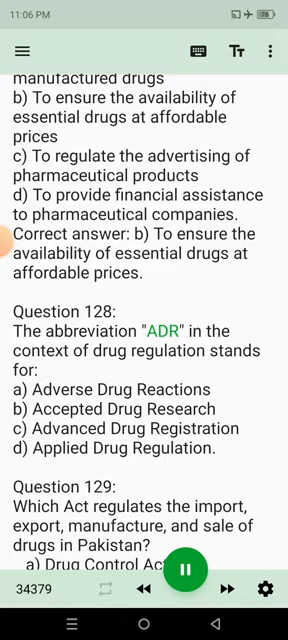 11:06 PM
manufactured drugs
b) To ensure the availability of
essential drugs at affordable
prices
c) To regulate the advertising of
pharmaceutical products
d) To provide financial assistance
to pharmaceutical companies.
Correct answer: b) To ensure the
availability of essential drugs at
affordable prices.
Question 128:
The abbreviation "ADR" in the
context of drug regulation stands
for:
a) Adverse Drug Reactions
b) Accepted Drug Research
c) Advanced Drug Registration
d) Applied Drug Regulation.
Question 129:
Which Act regulates the import,
export, manufacture, and sale of
drugs in Pakistan?
a) Drug Control Ac
34379